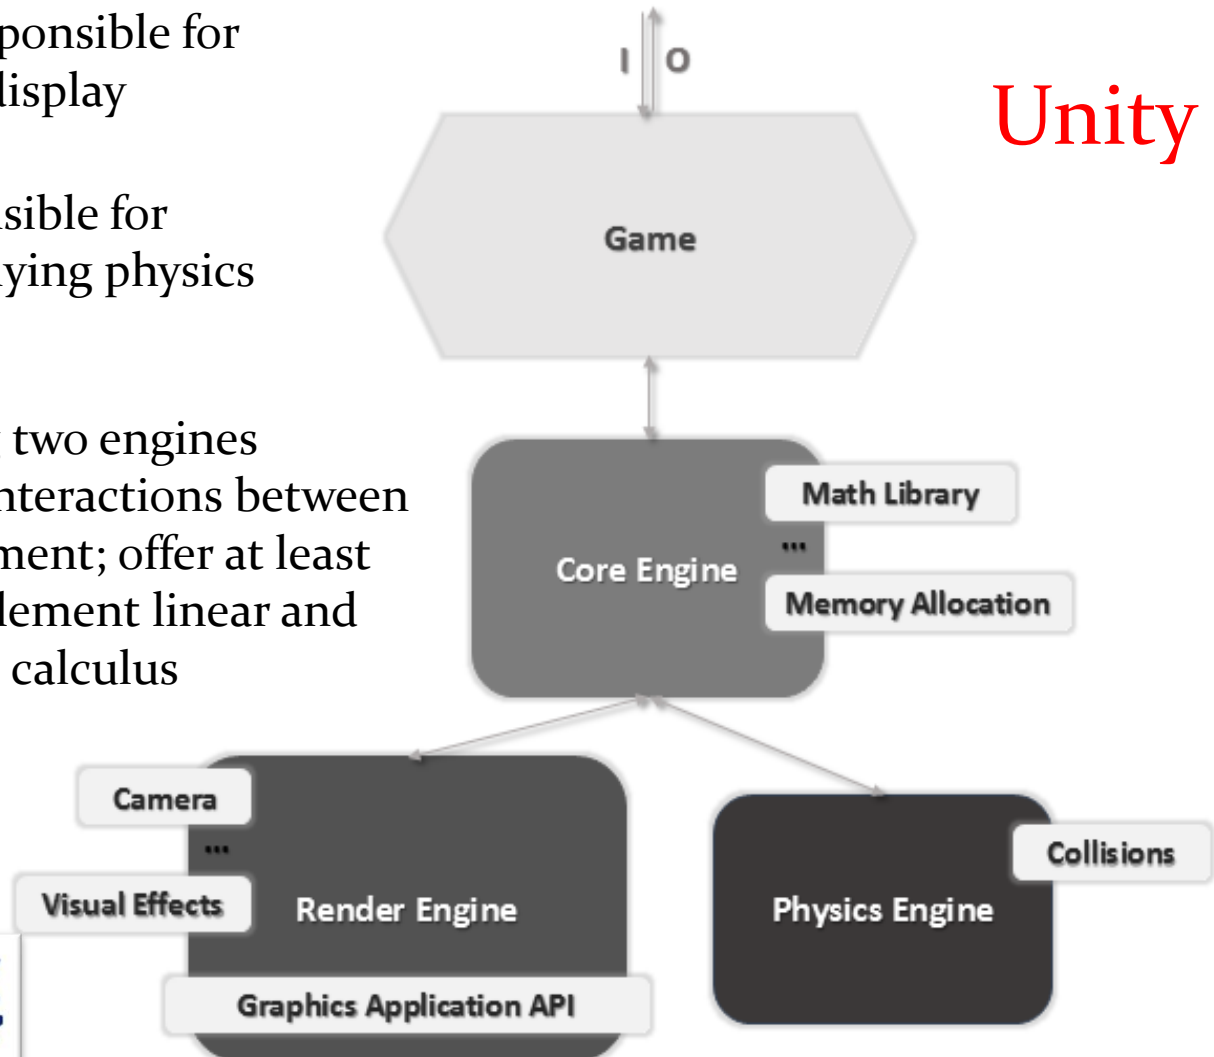 ponsible for
display
sible for
ying physics
two engines
nteractions between
ment; offer at least
lement linear and
calculus
Unity
I O
Game
Core Engine
Math Library
...
Memory Allocation
Camera
...
Visual Effects
Render Engine
Graphics Application API
Physics Engine
Collisions